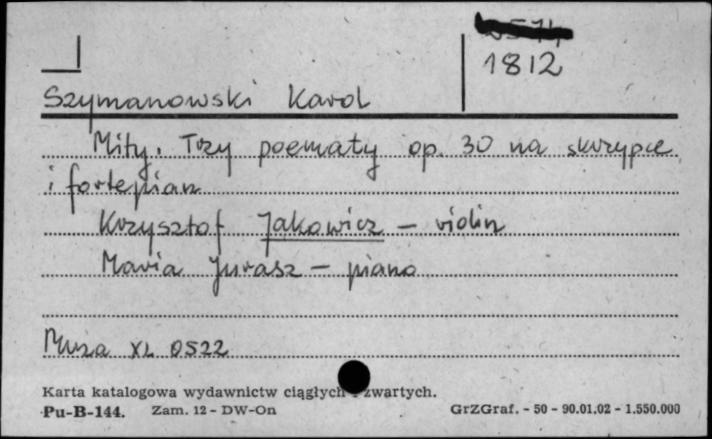 1812
Szymanowski Karol
Mity. Trzy poematy op. 30 na skrzypce
i fortepian
Krzysztof Jakowicz – violin
Maria Jurasz – piano
Muza XL 0522
Karta katalogowa wydawnictw ciągłych i zwartych.
Pu-B-144. Zam. 12 - DW-On GrZGraf. - 50 - 90.01.02 - 1.550.000